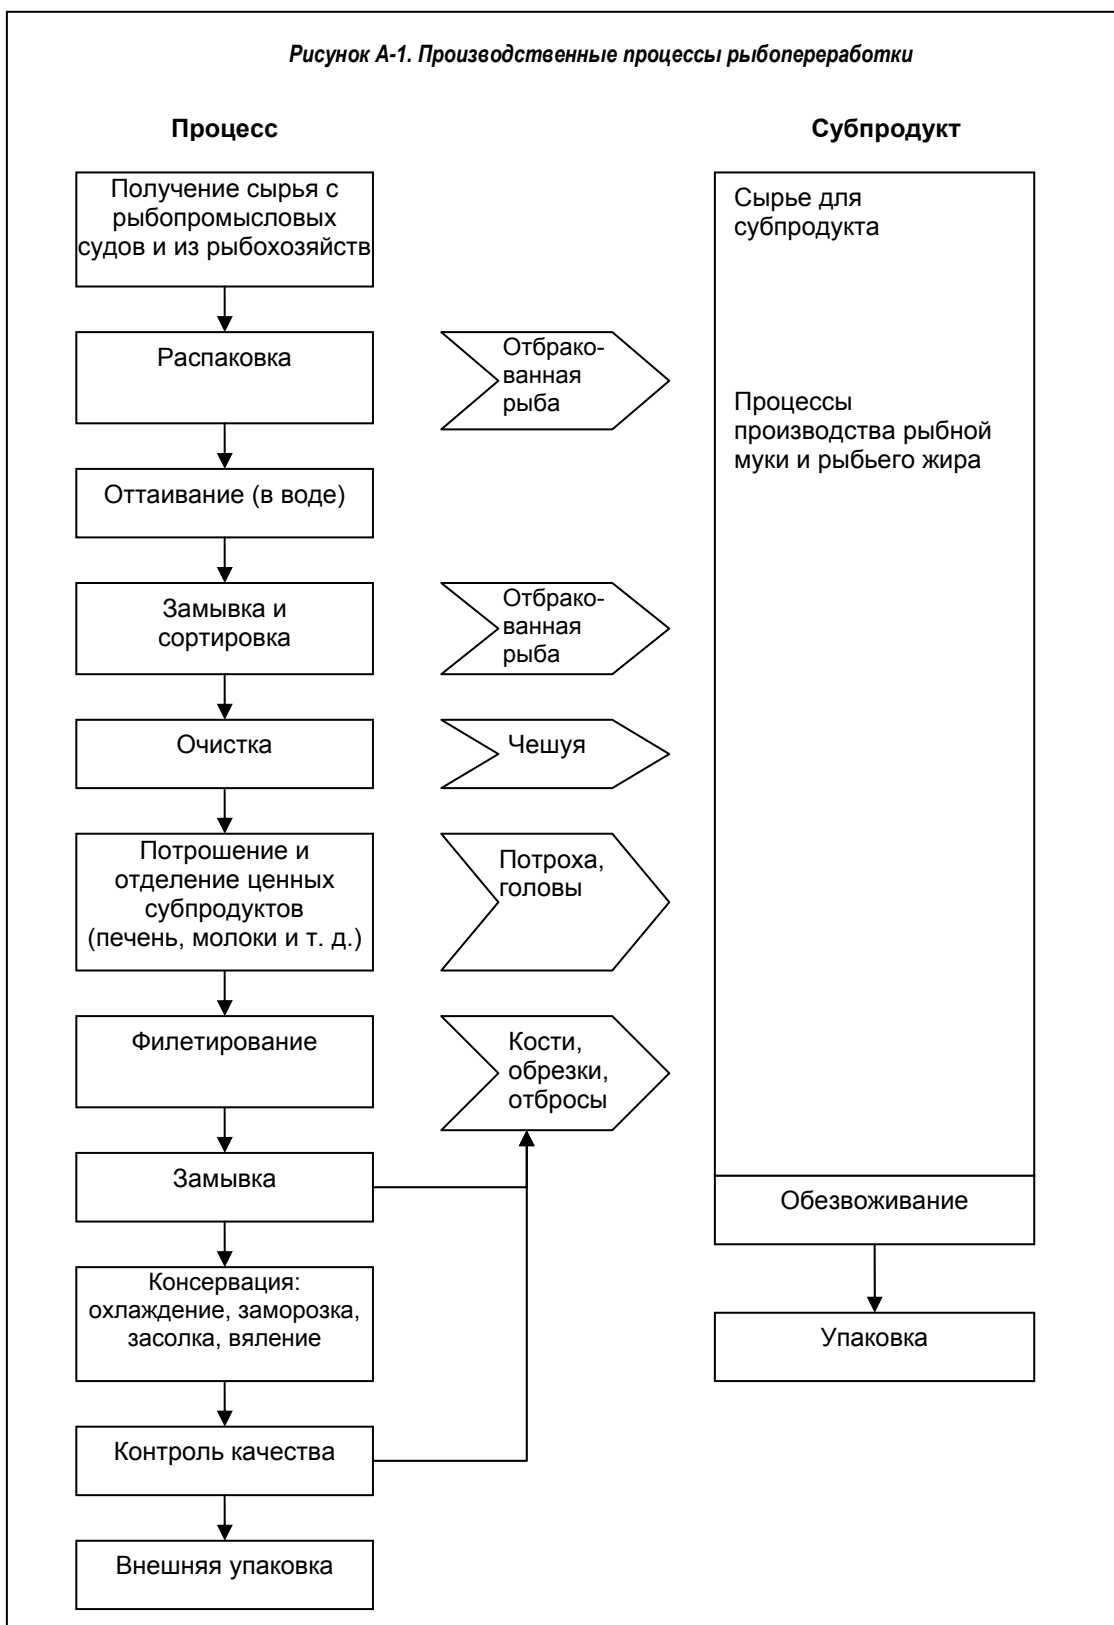 Рисунок А-1. Производственные процессы рыбопереработки
Процесс
Субпродукт
Получение сырья с
рыбопромысловых
судов и из рыбохозяйств
Сырье для
субпродукта
Распаковка
Отбрако-
ванная
рыба
Процессы
производства рыбной
муки и рыбьего жира
Оттаивание (в воде)
Замывка и
сортировка
Отбрако-
ванная
рыба
Очистка
Чешуя
Потрошение и
отделение ценных
субпродуктов
(печень, молоки и т. д.)
Потроха,
головы
Филетирование
Кости,
обрезки,
отбросы
Замывка
Обезвоживание
Консервация:
охлаждение, заморозка,
засолка, вяление
Упаковка
Контроль качества
Внешняя упаковка